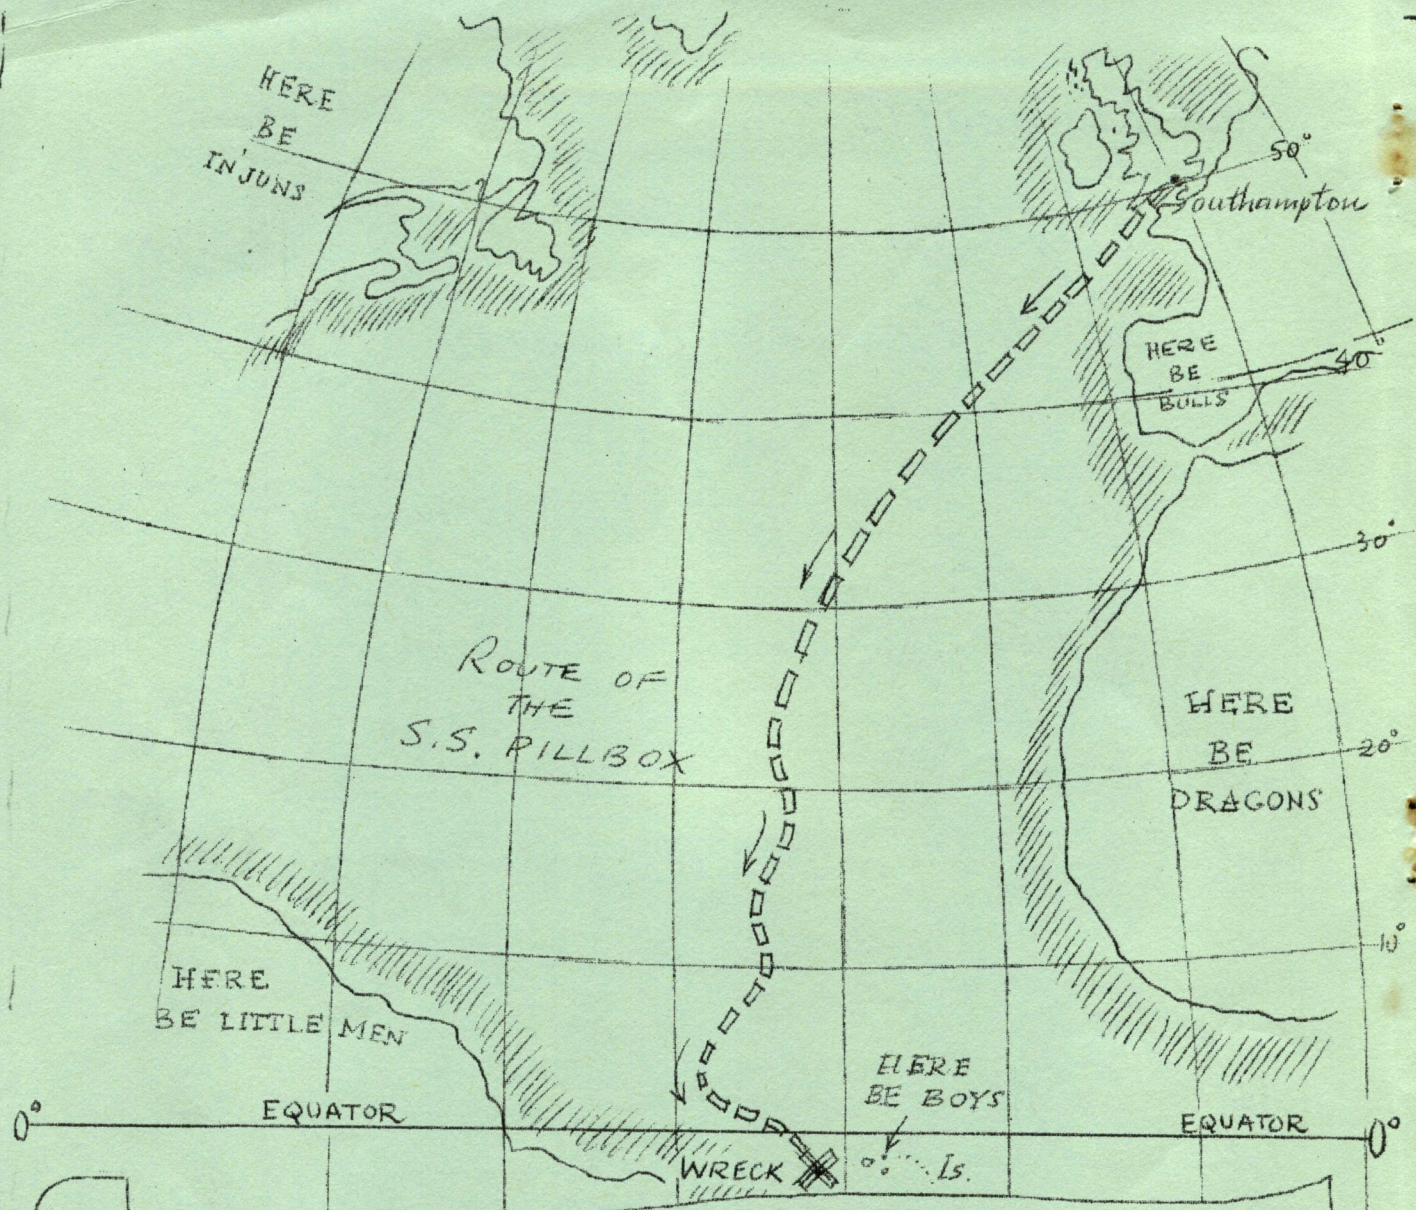 HERE
BE
IN'JUNS
50°
Southampton
HERE
BE
BULLS
40°
30°
ROUTE OF
THE
S.S. PILLBOX
HERE
BE
DRAGONS
20°
10°
HERE
BE LITTLE MEN
HERE
BE BOYS
0°
EQUATOR
EQUATOR
0°
WRECK
Is.